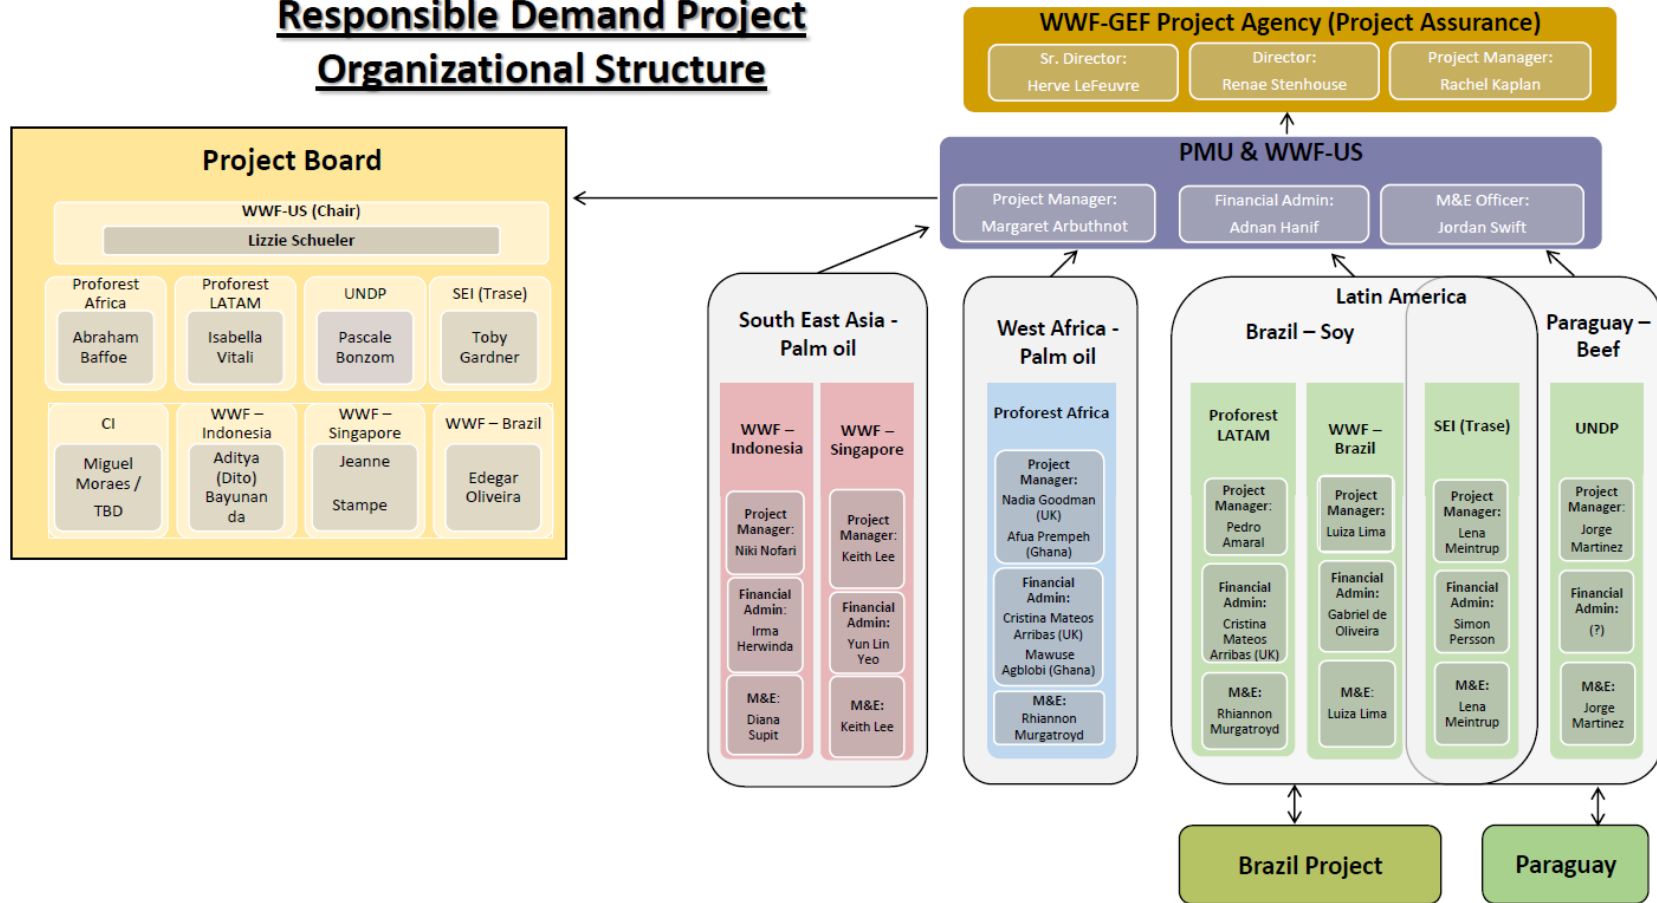 Responsible Demand Project
Organizational Structure
WWF-GEF Project Agency (Project Assurance)
Sr. Director:
Herve LeFeuvre
Director:
Renae Stenhouse
Project Manager:
Rachel Kaplan
PMU & WWF-US
Project Manager:
Margaret Arbuthnot
Financial Admin:
Adnan Hanif
M&E Officer:
Jordan Swift
Project Board
WWF-US (Chair)
Lizzie Schueler
Proforest
Africa
Abraham
Baffoe
Proforest
LATAM
Isabella
Vitali
UNDP
Pascale
Bonzom
SEI (Trase)
Toby
Gardner
CI
Miguel
Moraes /
TBD
WWF –
Indonesia
Aditya
(Dito)
Bayunan
da
WWF –
Singapore
Jeanne
Stampe
WWF – Brazil
Edegar
Oliveira
South East Asia -
Palm oil
WWF –
Indonesia
Project
Manager:
Niki Nofari
Financial
Admin:
Irma
Herwinda
M&E:
Diana
Supit
WWF –
Singapore
Project
Manager:
Keith Lee
Financial
Admin:
Yun Lin
Yeo
M&E:
Keith Lee
West Africa -
Palm oil
Proforest Africa
Project
Manager:
Nadia Goodman
(UK)
Afua Prempeh
(Ghana)
Financial
Admin:
Cristina Mateos
Arribas (UK)
Mawuse
Agblobi (Ghana)
M&E:
Rhiannon
Murgatroyd
Latin America
Brazil – Soy
Proforest
LATAM
Project
Manager:
Pedro
Amaral
Financial
Admin:
Cristina
Mateos
Arribas (UK)
M&E:
Rhiannon
Murgatroyd
WWF –
Brazil
Project
Manager:
Luiza Lima
Financial
Admin:
Gabriel de
Oliveira
M&E:
Luiza Lima
SEI (Trase)
Project
Manager:
Lena
Meintrup
Financial
Admin:
Simon
Persson
M&E:
Lena
Meintrup
Paraguay –
Beef
UNDP
Project
Manager:
Jorge
Martinez
Financial
Admin:
(?)
M&E:
Jorge
Martinez
Brazil Project
Paraguay